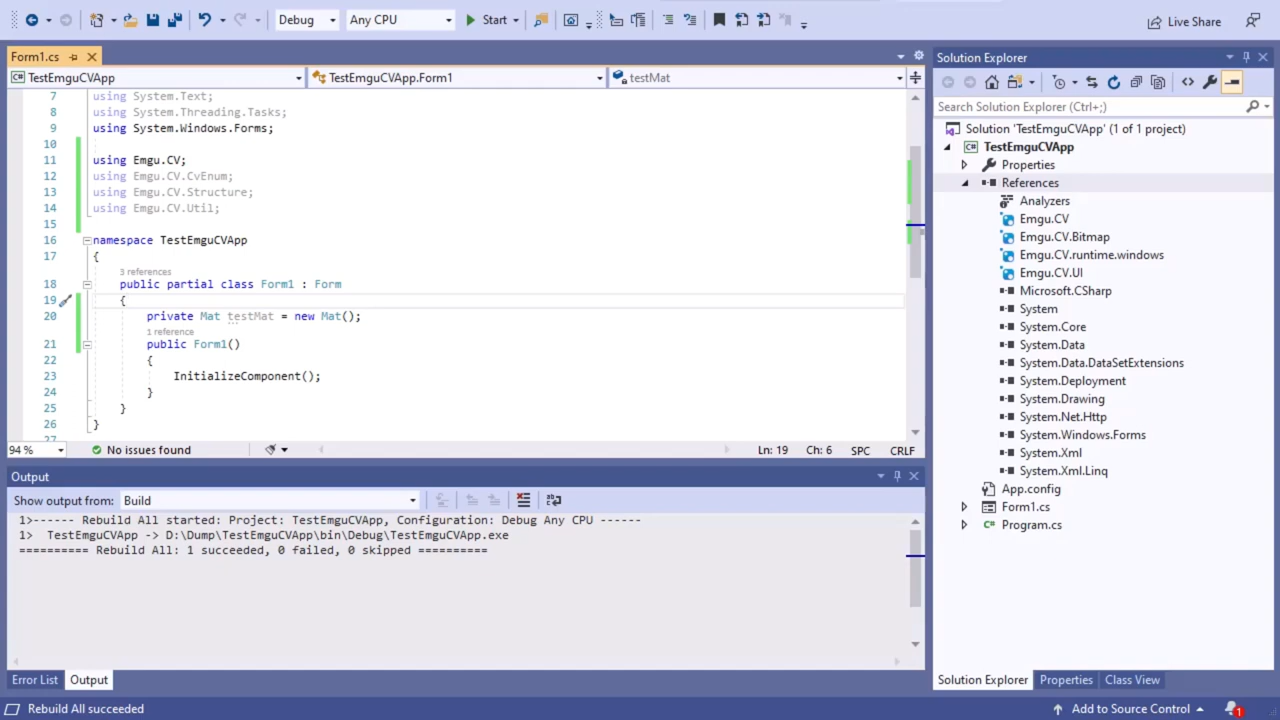 Debug
Any CPU
Start
Live Share
Form1.cs
TestEmguCVApp
TestEmguCVApp.Form1
testMat
7 using System.Text;
8 using System.Threading.Tasks;
9 using System.Windows.Forms;
10
11 using Emgu.CV;
12 using Emgu.CV.CvEnum;
13 using Emgu.CV.Structure;
14 using Emgu.CV.Util;
15
16 namespace TestEmguCVApp
17 {
3 references
18 public partial class Form1 : Form
19 {
20 private Mat testMat = new Mat();
1 reference
21 public Form1()
22 {
23 InitializeComponent();
24 }
25 }
26 }
27
94 %
No issues found
Ln: 19
Ch: 6
SPC
CRLF
Output
Show output from: Build
1>------ Rebuild All started: Project: TestEmguCVApp, Configuration: Debug Any CPU ------
1> TestEmguCVApp -> D:\Dump\TestEmguCVApp\bin\Debug\TestEmguCVApp.exe
========== Rebuild All: 1 succeeded, 0 failed, 0 skipped ==========
Error List
Output
Rebuild All succeeded
Solution Explorer
Search Solution Explorer (Ctrl+;)
Solution 'TestEmguCVApp' (1 of 1 project)
C# TestEmguCVApp
Properties
References
Analyzers
Emgu.CV
Emgu.CV.Bitmap
Emgu.CV.runtime.windows
Emgu.CV.UI
Microsoft.CSharp
System
System.Core
System.Data
System.Data.DataSetExtensions
System.Deployment
System.Drawing
System.Net.Http
System.Windows.Forms
System.Xml
System.Xml.Linq
App.config
Form1.cs
C# Program.cs
Solution Explorer
Properties
Class View
Add to Source Control
1